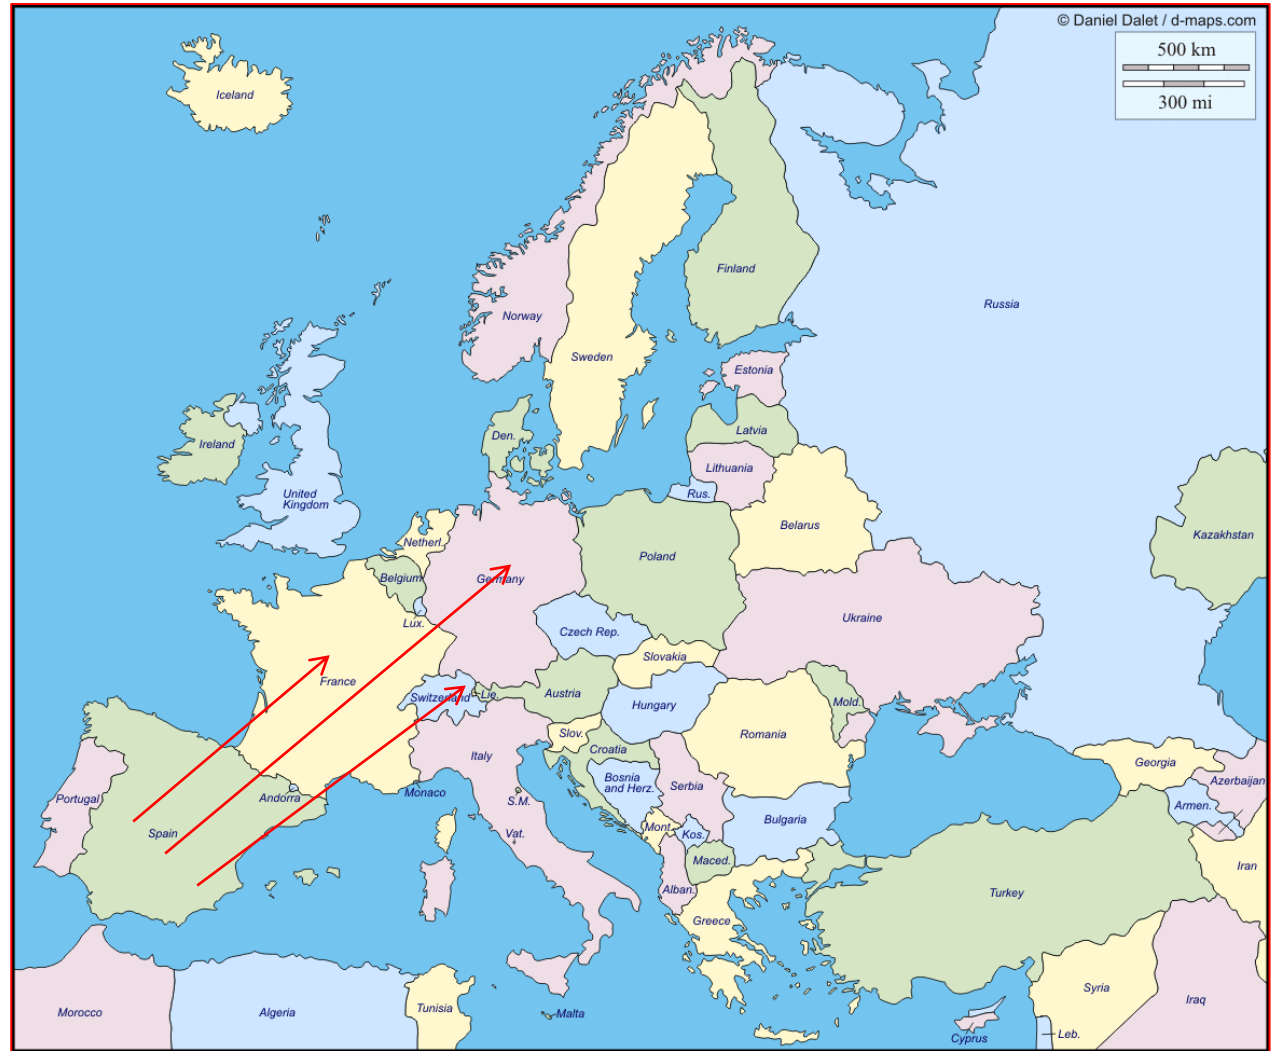 © Daniel Dalet / d-maps.com
500 km
300 mi
Iceland
Finland
Russia
Norway
Sweden
Estonia
Latvia
Den.
Ireland
Lithuania
Rus.
United
Kingdom
Belarus
Kazakhstan
Netherl.
Poland
Belgium
Germany
Ukraine
Lux.
Czech Rep.
Slovakia
France
Switzerland
Lie.
Austria
Hungary
Mold.
Slov.
Romania
Croatia
Italy
Georgia
Bosnia
and Herz.
Serbia
Azerbaijan
Monaco
Andorra
Portugal
S.M.
Armen.
Spain
Vat.
Mont.
Kos.
Bulgaria
Maced.
Iran
Alban.
Turkey
Greece
Syria
Iraq
Morocco
Algeria
Tunisia
Malta
Cyprus
Leb.